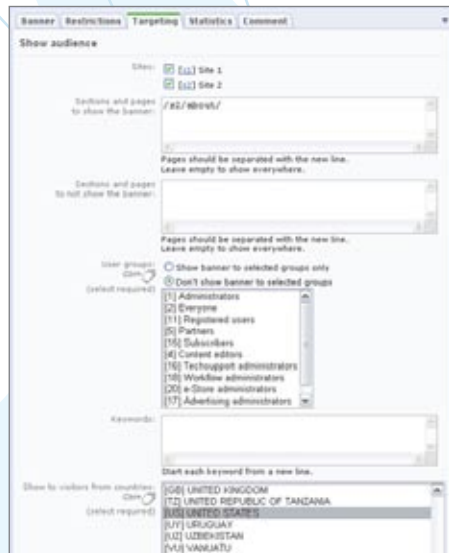 Banner Restrictions Targeting Statistics Comment
Show audience
Sites: [s1] Site 1
[s2] Site 2
Sections and pages
to show the banner: /s2/about/
Pages should be separated with the new line.
Leave empty to show everywhere.
Sections and pages
to not show the banner:
Pages should be separated with the new line.
Leave empty to show everywhere.
User groups: Show banner to selected groups only
Don't show banner to selected groups
(select required) [1] Administrators
[2] Everyone
[11] Registered users
[5] Partners
[15] Subscribers
[4] Content editors
[16] Techsupport administrators
[18] Workflow administrators
[20] e-Store administrators
[17] Advertising administrators
Keywords:
Start each keyword from a new line.
Show to visitors from countries: [GB] UNITED KINGDOM
[TZ] UNITED REPUBLIC OF TANZANIA
(select required) [US] UNITED STATES
[UY] URUGUAY
[UZ] UZBEKISTAN
[VU] VANUATU